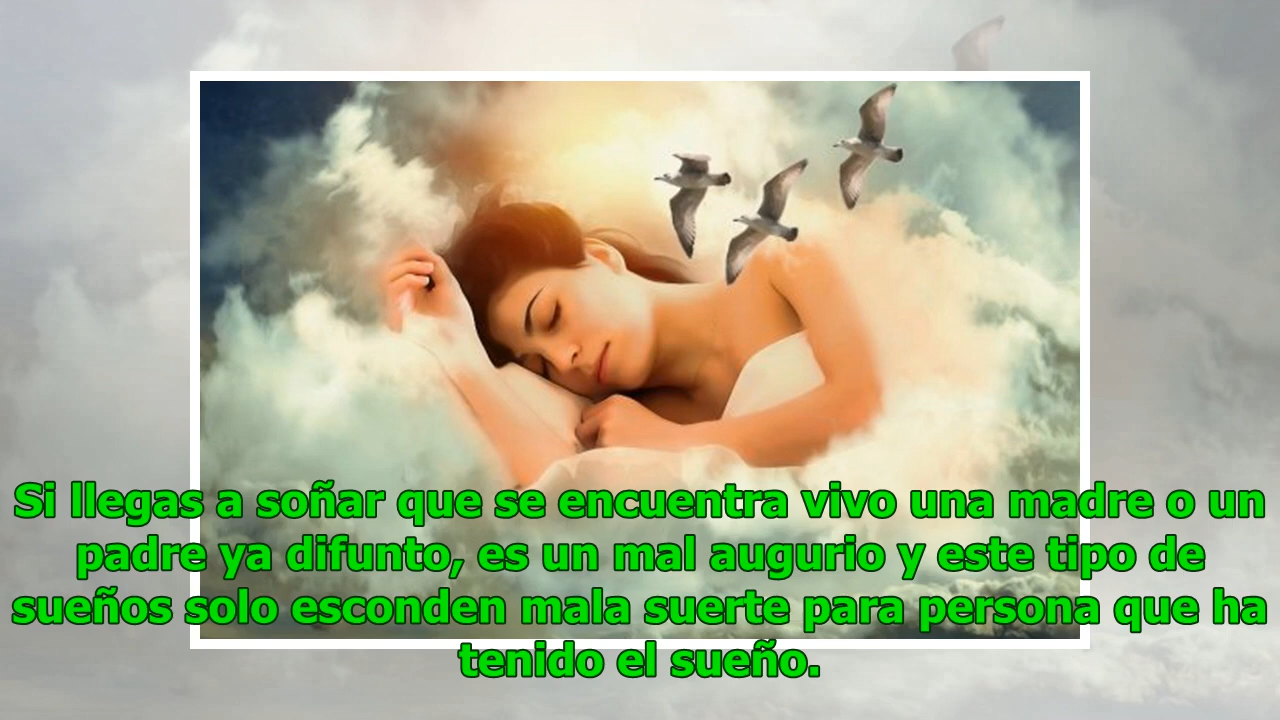 Si llegas a soñar que se encuentra vivo una madre o un
padre ya difunto, es un mal augurio y este tipo de
sueños solo esconden mala suerte para persona que ha
tenido el sueño.